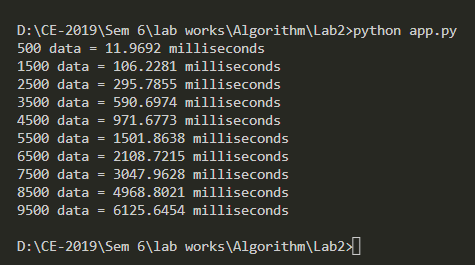 D:\CE-2019\Sem 6\lab works\Algorithm\Lab2>python app.py
500 data = 11.9692 milliseconds
1500 data = 106.2281 milliseconds
2500 data = 295.7855 milliseconds
3500 data = 590.6974 milliseconds
4500 data = 971.6773 milliseconds
5500 data = 1501.8638 milliseconds
6500 data = 2108.7215 milliseconds
7500 data = 3047.9628 milliseconds
8500 data = 4968.8021 milliseconds
9500 data = 6125.6454 milliseconds
D:\CE-2019\Sem 6\lab works\Algorithm\Lab2>